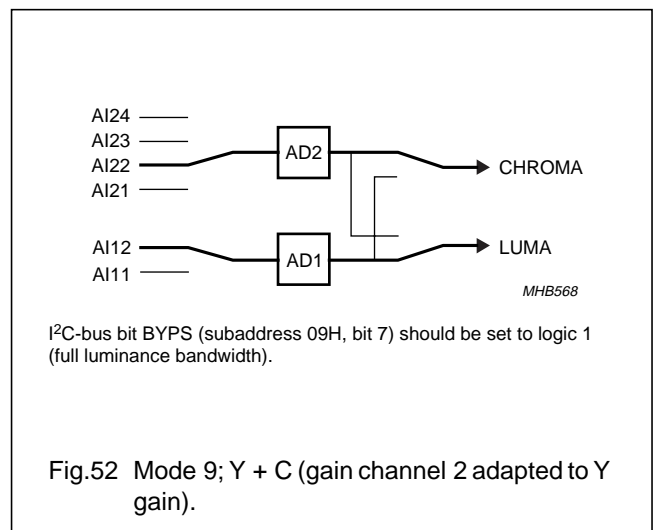 AI24
AI23
AI22
AI21
AD2
CHROMA
AI12
AI11
AD1
LUMA
MHB568
I²C-bus bit BYPS (subaddress 09H, bit 7) should be set to logic 1
(full luminance bandwidth).
Fig.52 Mode 9; Y + C (gain channel 2 adapted to Y
gain).